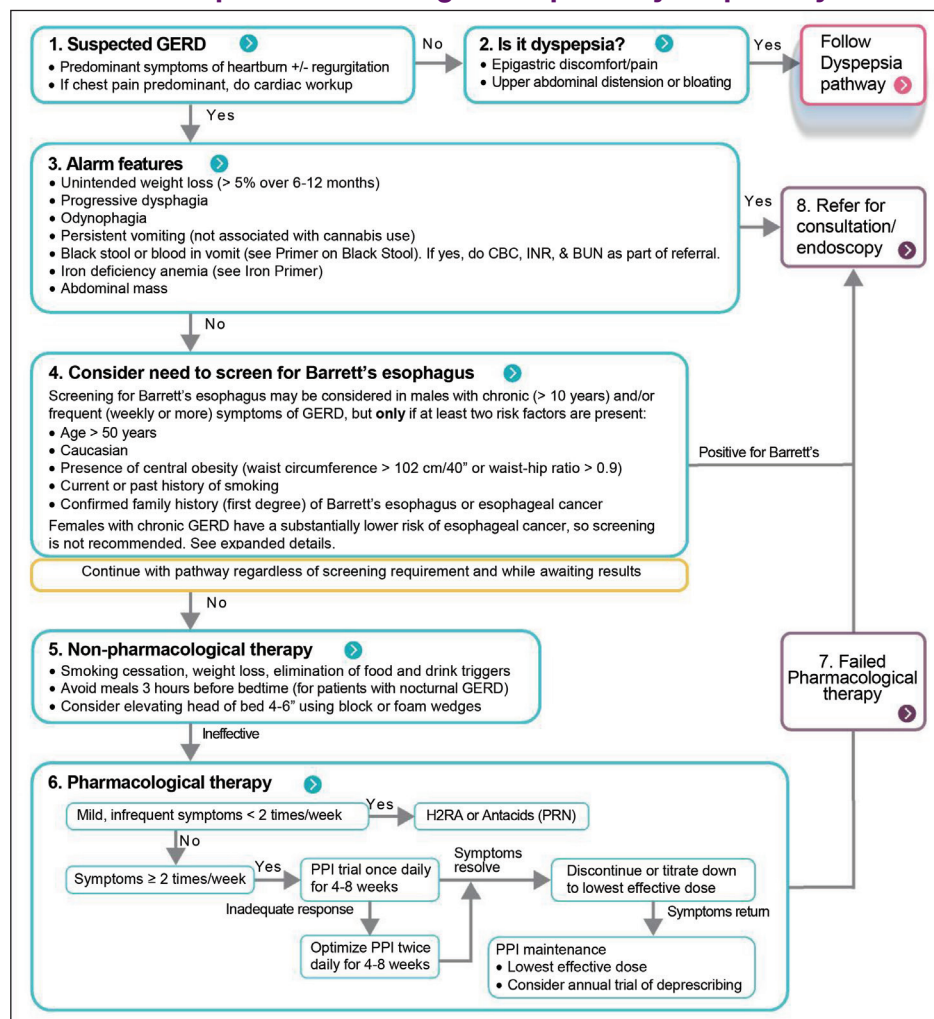 1. Suspected GERD
• Predominant symptoms of heartburn +/- regurgitation
• If chest pain predominant, do cardiac workup
No
2. Is it dyspepsia?
• Epigastric discomfort/pain
• Upper abdominal distension or bloating
Yes
Follow
Dyspepsia
pathway
Yes
3. Alarm features
• Unintended weight loss (> 5% over 6-12 months)
• Progressive dysphagia
• Odynophagia
• Persistent vomiting (not associated with cannabis use)
• Black stool or blood in vomit (see Primer on Black Stool). If yes, do CBC, INR, & BUN as part of referral.
• Iron deficiency anemia (see Iron Primer)
• Abdominal mass
Yes
8. Refer for
consultation/
endoscopy
No
4. Consider need to screen for Barrett's esophagus
Screening for Barrett's esophagus may be considered in males with chronic (> 10 years) and/or
frequent (weekly or more) symptoms of GERD, but only if at least two risk factors are present:
• Age > 50 years
• Caucasian
• Presence of central obesity (waist circumference > 102 cm/40” or waist-hip ratio > 0.9)
• Current or past history of smoking
• Confirmed family history (first degree) of Barrett's esophagus or esophageal cancer
Females with chronic GERD have a substantially lower risk of esophageal cancer, so screening
is not recommended. See expanded details.
Positive for Barrett's
Continue with pathway regardless of screening requirement and while awaiting results
No
5. Non-pharmacological therapy
• Smoking cessation, weight loss, elimination of food and drink triggers
• Avoid meals 3 hours before bedtime (for patients with nocturnal GERD)
• Consider elevating head of bed 4-6” using block or foam wedges
7. Failed
Pharmacological
therapy
Ineffective
6. Pharmacological therapy
Mild, infrequent symptoms < 2 times/week
Yes
H2RA or Antacids (PRN)
No
Symptoms ≥ 2 times/week
Yes
PPI trial once daily
for 4-8 weeks
Symptoms
resolve
Discontinue or titrate down
to lowest effective dose
Inadequate response
Symptoms return
Optimize PPI twice
daily for 4-8 weeks
PPI maintenance
• Lowest effective dose
• Consider annual trial of deprescribing